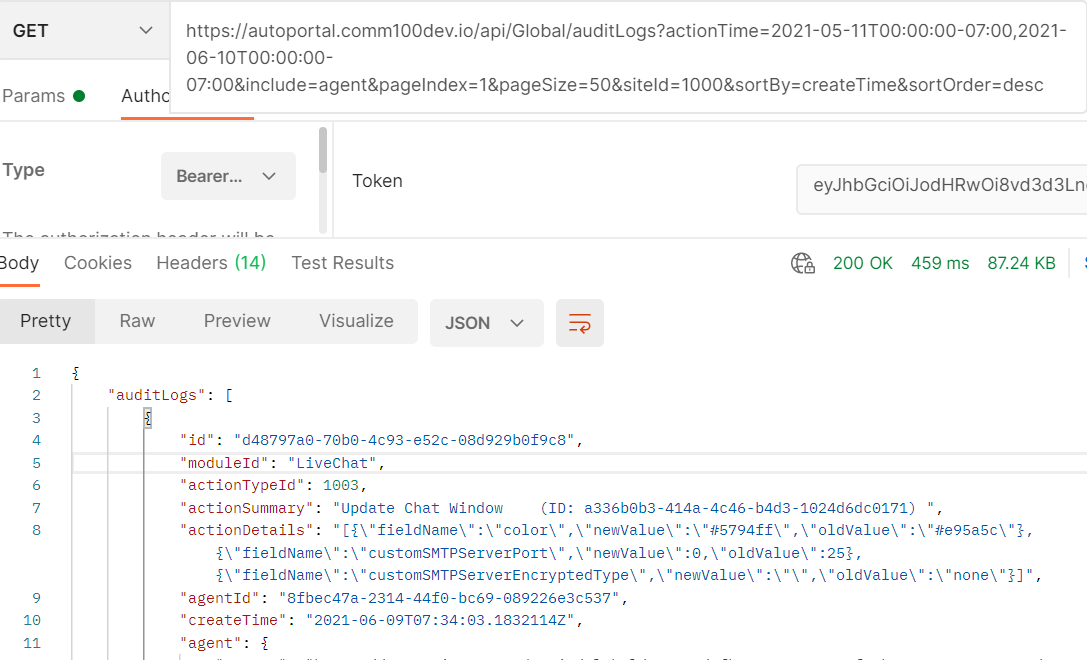 GET
https://autoportal.comm100dev.io/api/Global/auditLogs?actionTime=2021-05-11T00:00:00-07:00,2021-
06-10T00:00:00-
07:00&include=agent&pageIndex=1&pageSize=50&siteId=1000&sortBy=createTime&sortOrder=desc
Params
Autho
Type
Bearer...
Token
eyJhbGciOiJodHRwOi8vd3d3Ln
The authorization header will be
Body Cookies Headers (14) Test Results
200 OK 459 ms 87.24 KB
Pretty Raw Preview Visualize JSON
1 {
2 "auditLogs": [
3 {
4 "id": "d48797a0-70b0-4c93-e52c-08d929b0f9c8",
5 "moduleId": "LiveChat",
6 "actionTypeId": 1003,
7 "actionSummary": "Update Chat Window (ID: a336b0b3-414a-4c46-b4d3-1024d6dc0171) ",
8 "actionDetails": "[{\"fieldName\":\"color\",\"newValue\":\"#5794ff\",\"oldValue\":\"#e95a5c\"},
{\"fieldName\":\"customSMTPServerPort\",\"newValue\":0,\"oldValue\":25},
{\"fieldName\":\"customSMTPServerEncryptedType\",\"newValue\":\"\",\"oldValue\":\"none\"}]",
9 "agentId": "8fbec47a-2314-44f0-bc69-089226e3c537",
10 "createTime": "2021-06-09T07:34:03.1832114Z",
11 "agent": {